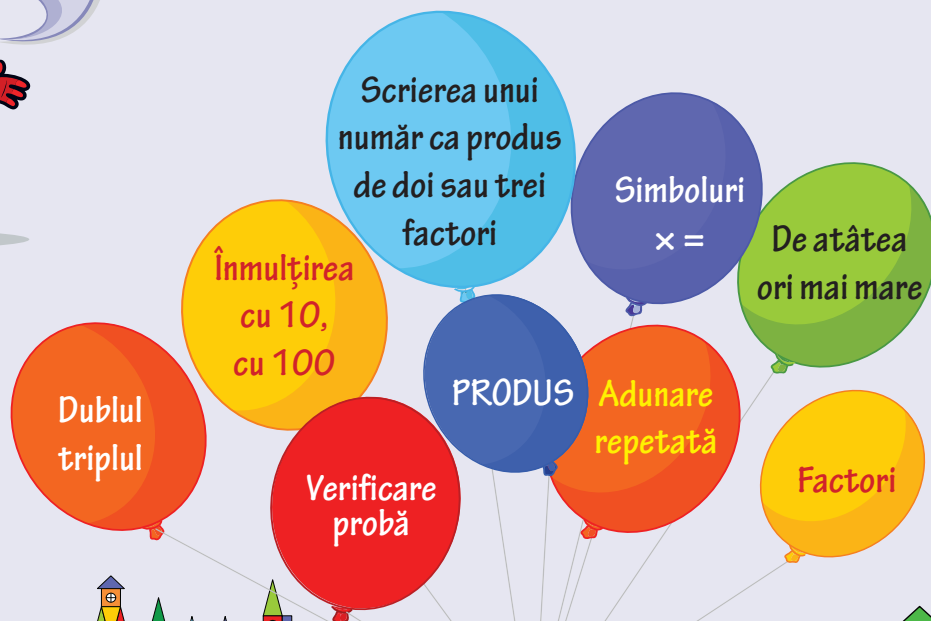 Scrierea unui
număr ca produs
de doi sau trei
factori
Simboluri
× =
De atâtea
ori mai mare
Înmulțirea
cu 10,
cu 100
PRODUS
Adunare
repetată
Dublul
triplul
Verificare
probă
Factori